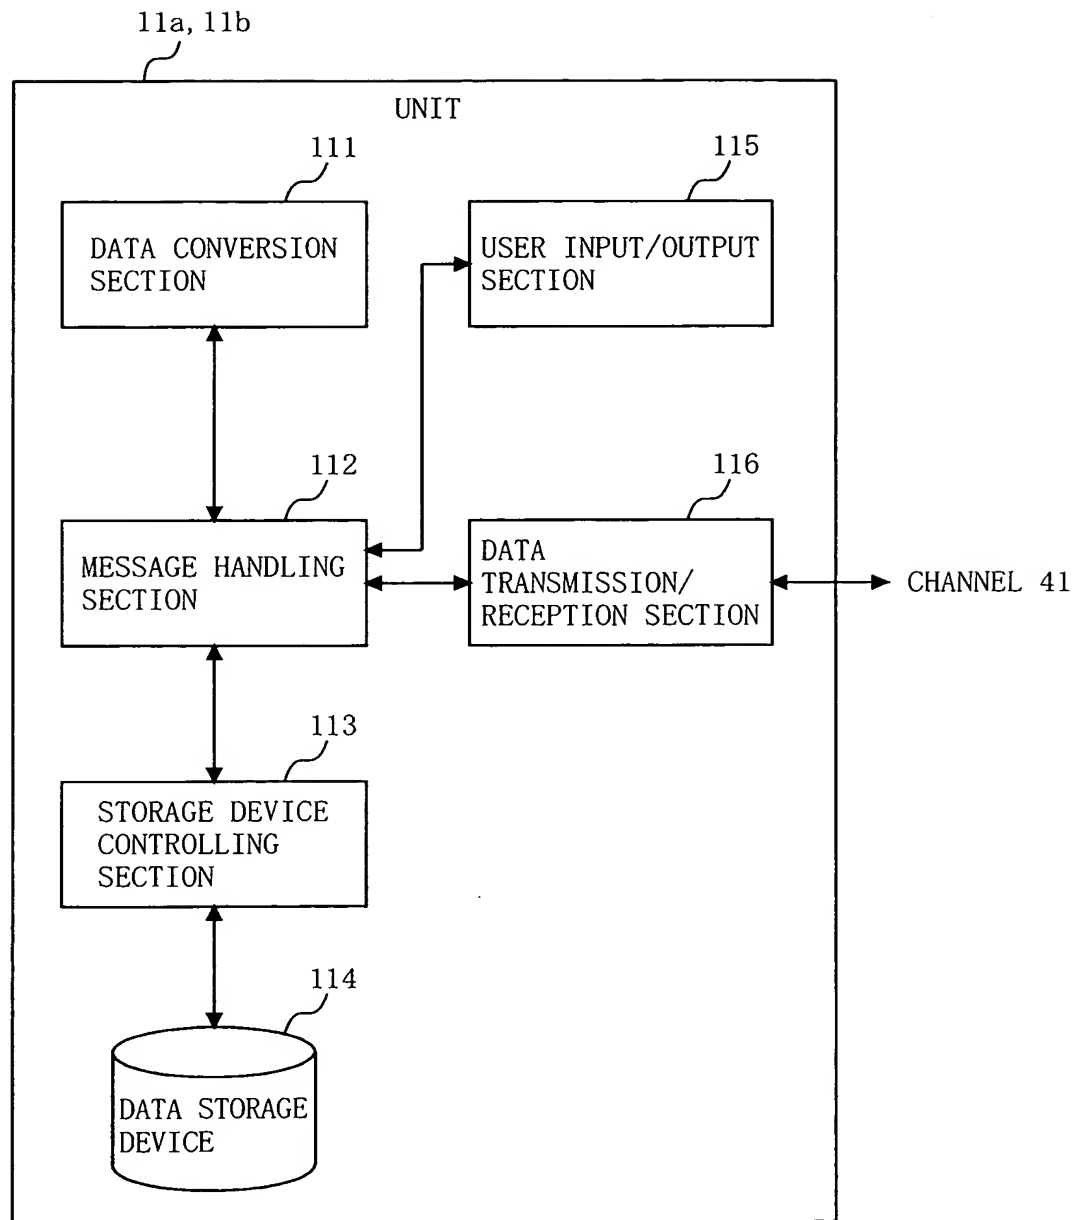 11a, 11b
UNIT
111
DATA CONVERSION
SECTION
115
USER INPUT/OUTPUT
SECTION
112
MESSAGE HANDLING
SECTION
116
DATA
TRANSMISSION/
RECEPTION SECTION
CHANNEL 41
113
STORAGE DEVICE
CONTROLLING
SECTION
114
DATA STORAGE
DEVICE